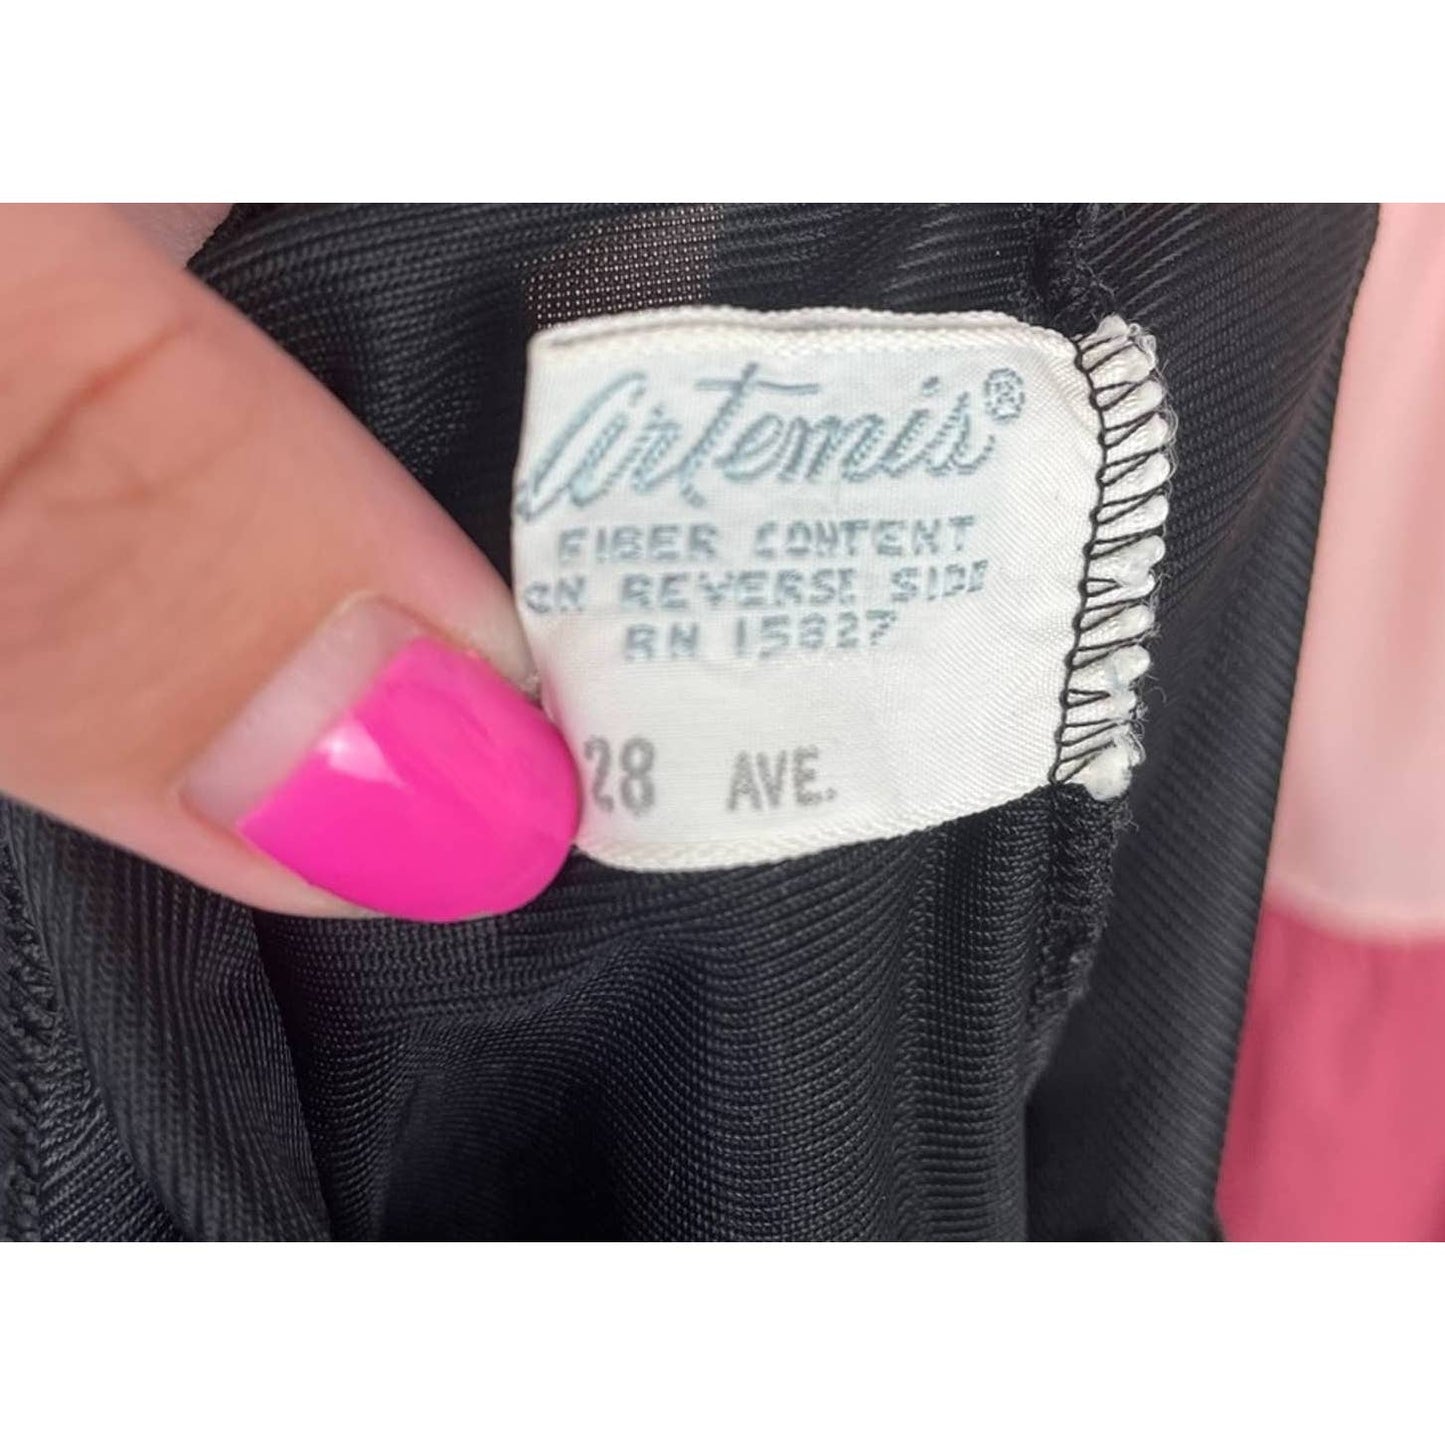 Artemis®
FIBER CONTENT
ON REVERSE SIDE
RN 15827
28 AVE.